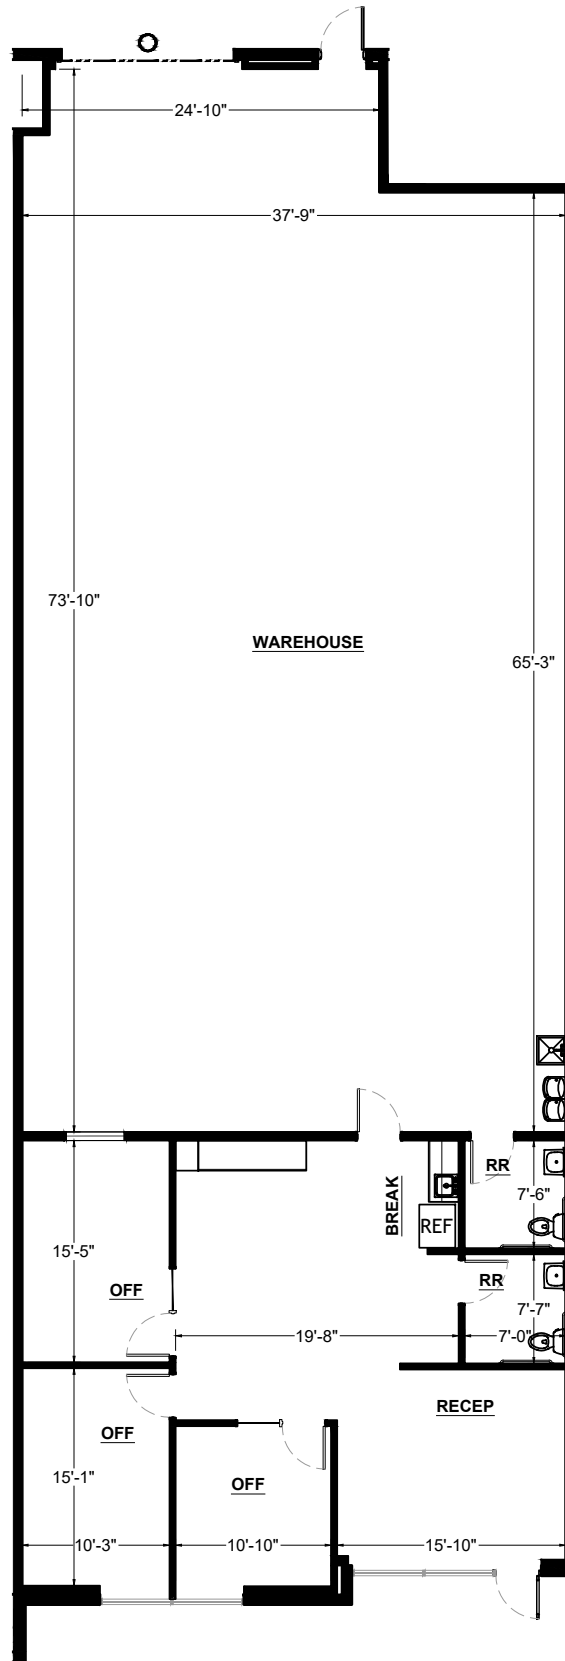 24'-10"
37'-9"
73'-10"
WAREHOUSE
65'-3"
RR
7'-6"
BREAK
REF
15'-5"
OFF
RR
7'-7"
19'-8"
7'-0"
RECEP
OFF
15'-1"
OFF
10'-3"
10'-10"
15'-10"